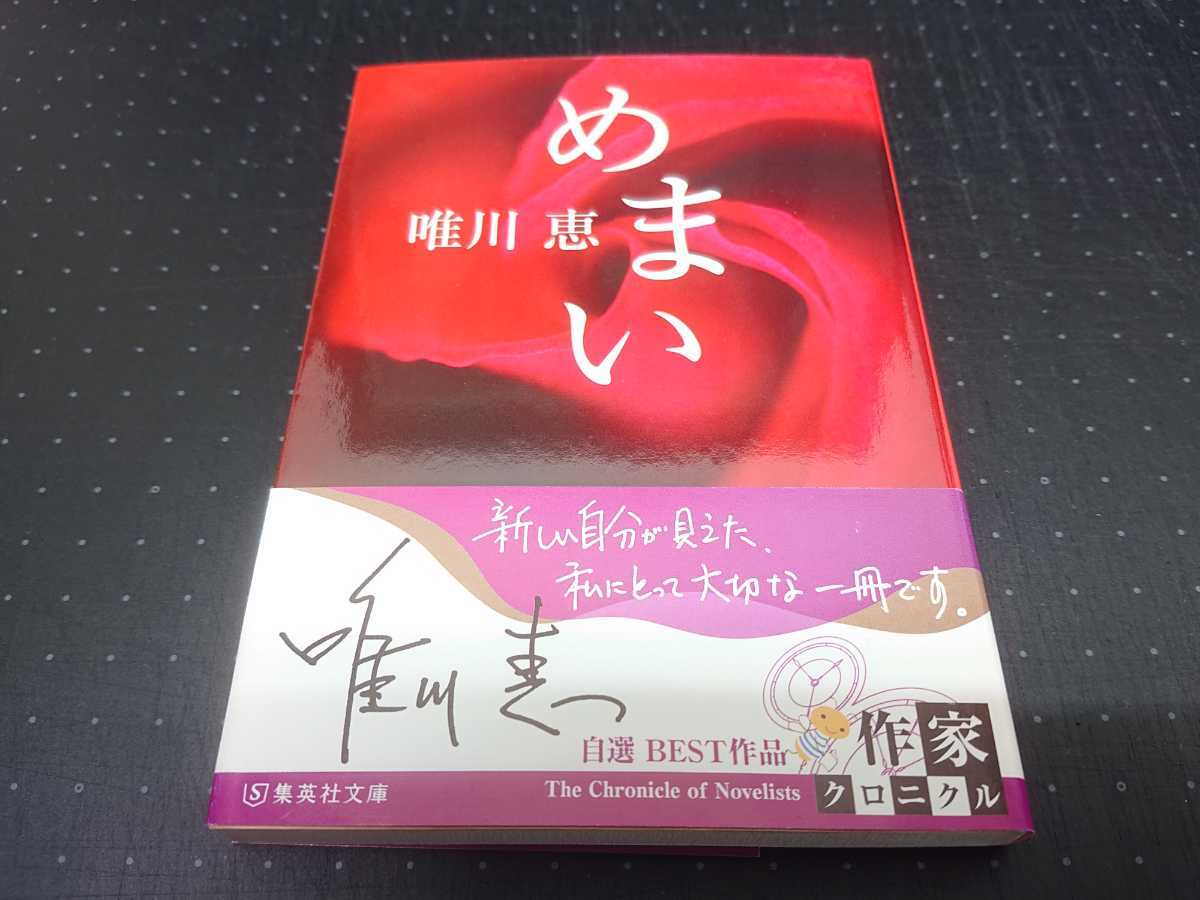 めまい
唯川 恵
新しい自分が見えた、
私にとって大切な一冊です。
唯川恵
自選 BEST作品
作家
クロニクル
The Chronicle of Novelists
S集英社文庫